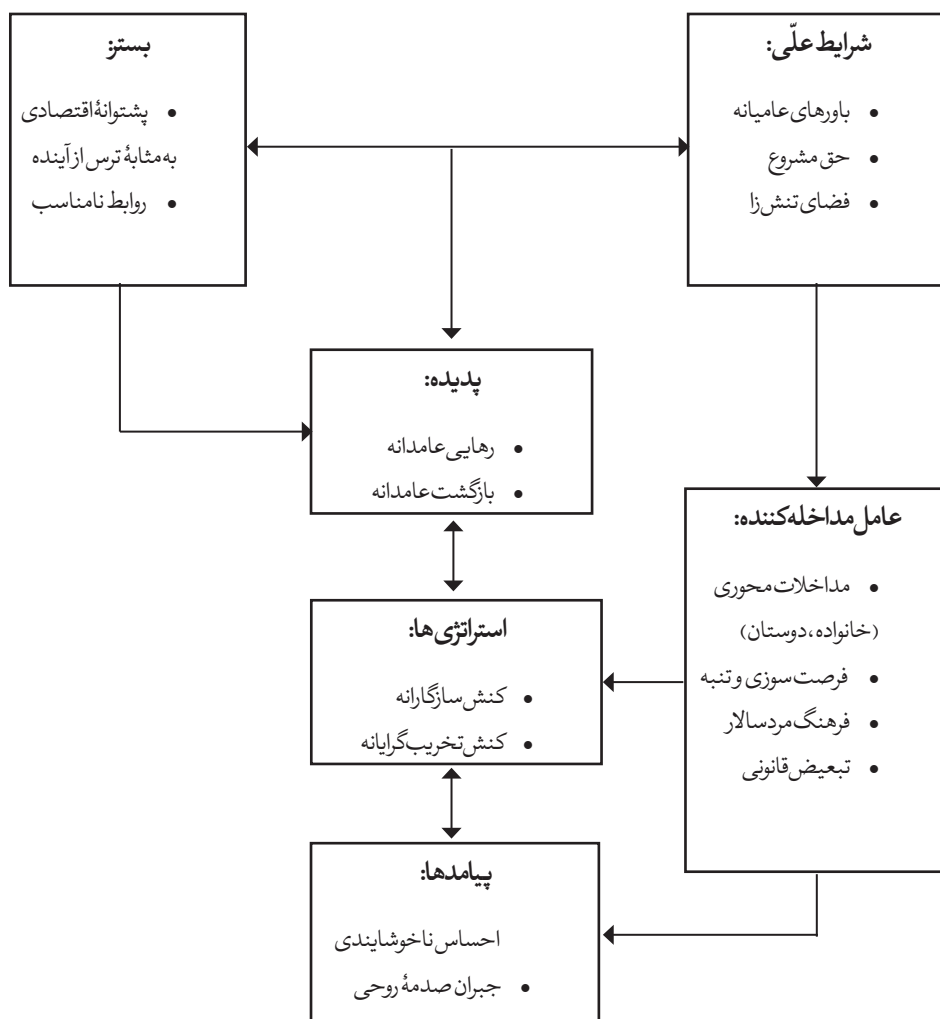 شرایط علّی:
• باورهای عامیانه
• حق مشروع
• فضای تنش‌زا
بستر:
• پشتوانهٔ اقتصادی
به‌مثابهٔ ترس از آینده
• روابط نامناسب
پدیده:
• رهایی عامدانه
• بازگشت عامدانه
عامل مداخله‌کننده:
• مداخلات محوری
(خانواده، دوستان)
• فرصت سوزی و تنبه
• فرهنگ مردسالار
• تبعیض قانونی
استراتژی‌ها:
• کنش سازگارانه
• کنش تخریب‌گرایانه
پیامدها:
احساس ناخوشایندی
• جبران صدمهٔ روحی